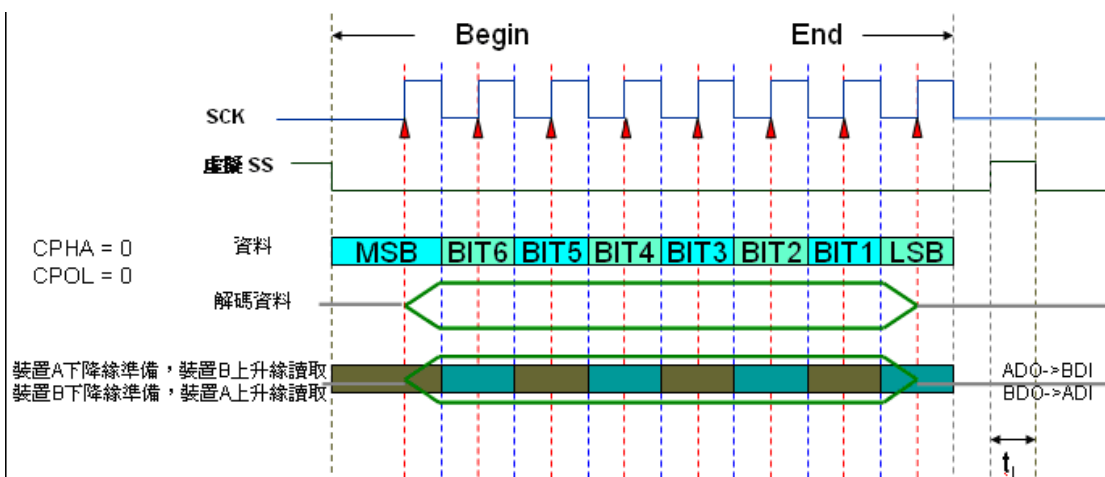 Begin
End
SCK
虛擬 SS
CPHA = 0
CPOL = 0
資料
MSB BIT6 BIT5 BIT4 BIT3 BIT2 BIT1 LSB
解碼資料
裝置A下降緣準備，裝置B上升緣讀取
裝置B下降緣準備，裝置A上升緣讀取
ADO->BDI
BDO->ADI